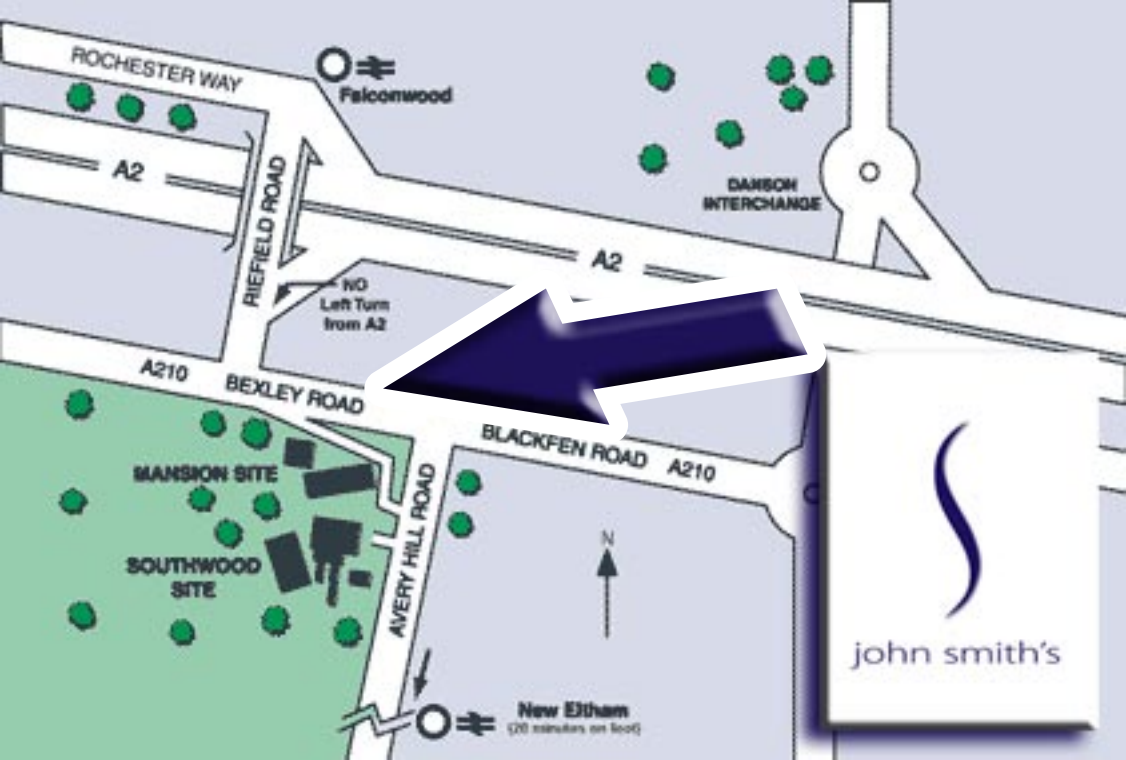 ROCHESTER WAY
Falconwood
A2
RIEFIELD ROAD
DANSON
INTERCHANGE
A2
NO
Left Turn
from A2
A210
BEXLEY ROAD
BLACKFEN ROAD A210
MANSION SITE
AVERY HILL ROAD
SOUTHWOOD
SITE
N
john smith's
New Eltham
(20 minutes on foot)